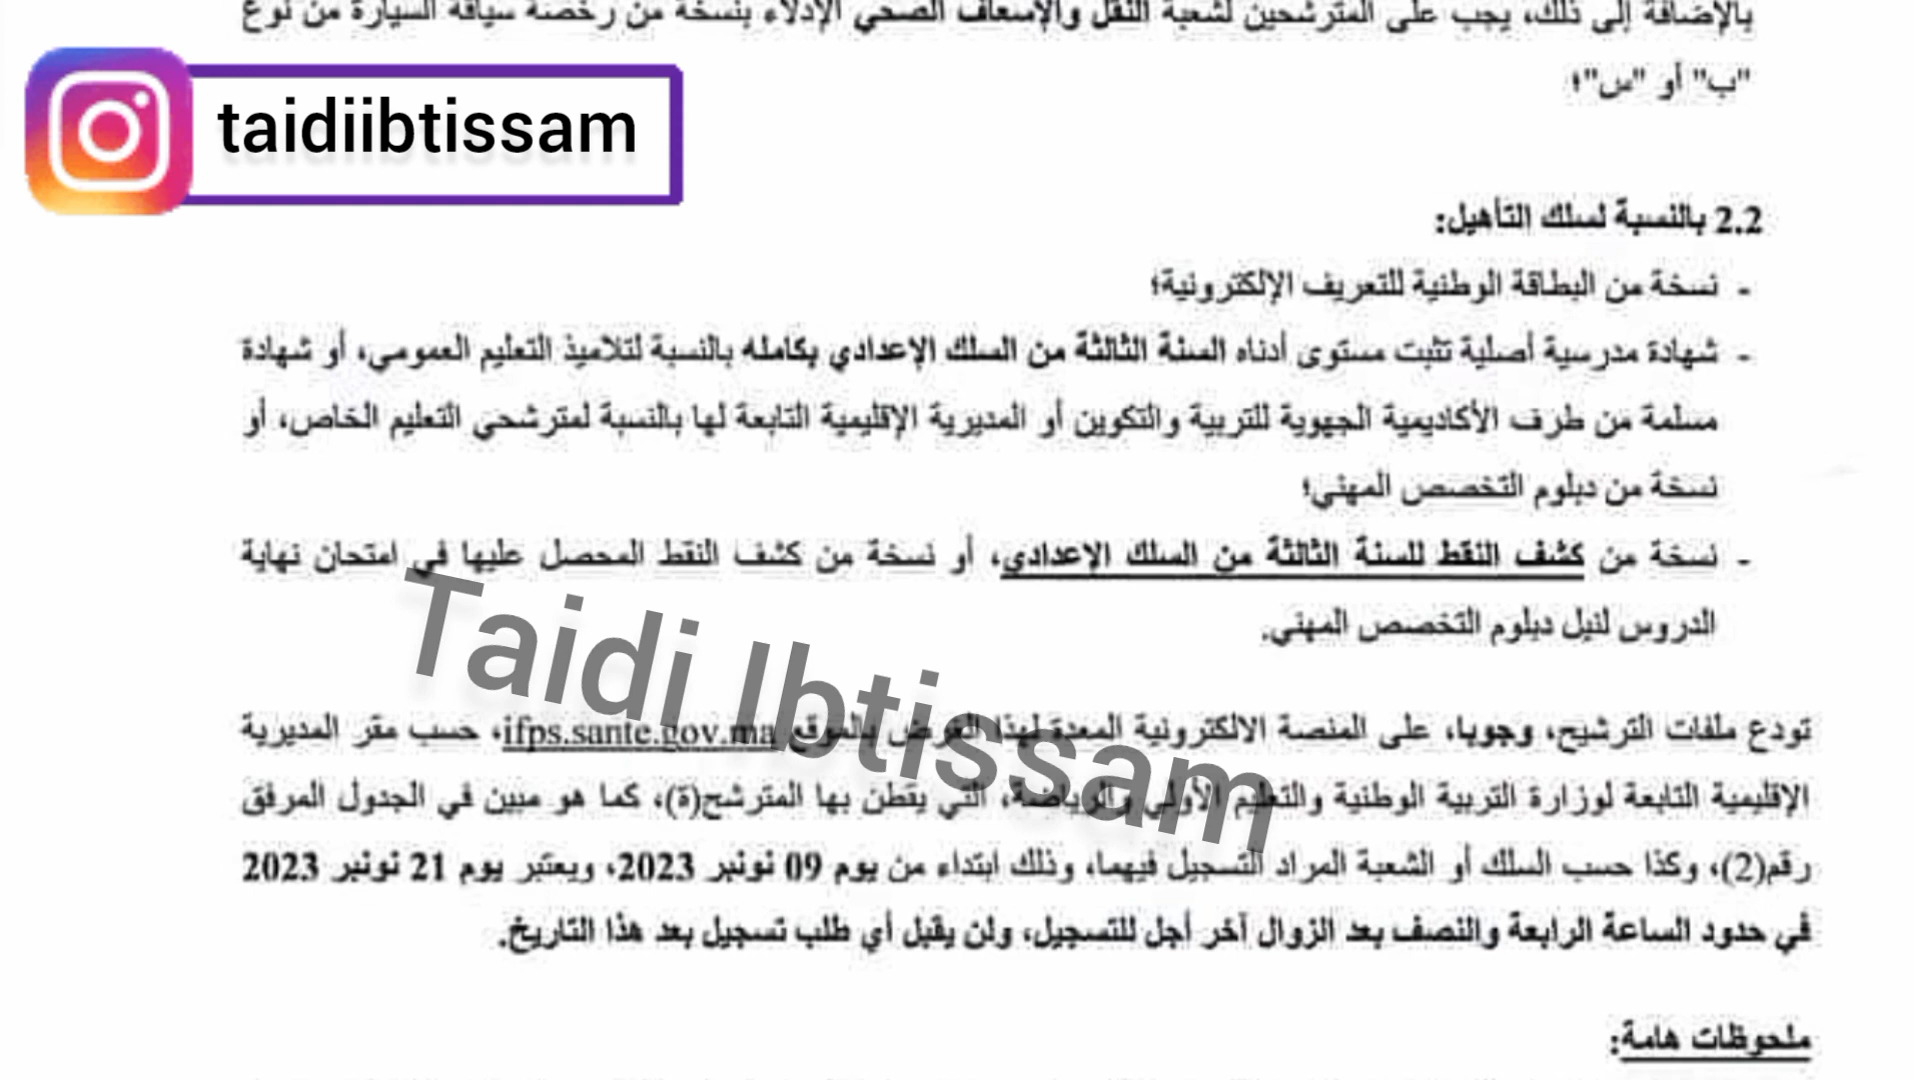 بالإضافة إلى ذلك، يجب على المترشحين لشعبة النقل والإسعاف الصحي الإدلاء بنسخة من رخصة سياقة السيارة من نوع
"ب" أو "س"؛
taidiibtissam
2.2 بالنسبة لسلك التأهيل:
- نسخة من البطاقة الوطنية للتعريف الإلكترونية؛
- شهادة مدرسية أصلية تثبت مستوى أدناه السنة الثالثة من السلك الإعدادي بكامله بالنسبة لتلاميذ التعليم العمومي، أو شهادة
مسلمة من طرف الأكاديمية الجهوية للتربية والتكوين أو المديرية الإقليمية التابعة لها بالنسبة لمترشحي التعليم الخاص، أو
نسخة من دبلوم التخصص المهني؛
- نسخة من كشف النقط للسنة الثالثة من السلك الإعدادي، أو نسخة من كشف النقط المحصل عليها في امتحان نهاية
الدروس لنيل دبلوم التخصص المهني.
Taidi Ibtissam
تودع ملفات الترشيح، وجوبا، على المنصة الالكترونية المعدة لهذا الغرض بالموقع ifps.sante.gov.ma، حسب مقر المديرية
الإقليمية التابعة لوزارة التربية الوطنية والتعليم الأولي والرياضة، التي يقطن بها المترشح(ة)، كما هو مبين في الجدول المرفق
رقم(2)، وكذا حسب السلك أو الشعبة المراد التسجيل فيهما، وذلك ابتداء من يوم 09 نونبر 2023، ويعتبر يوم 21 نونبر 2023
في حدود الساعة الرابعة والنصف بعد الزوال آخر أجل للتسجيل، ولن يقبل أي طلب تسجيل بعد هذا التاريخ.
ملحوظات هامة: